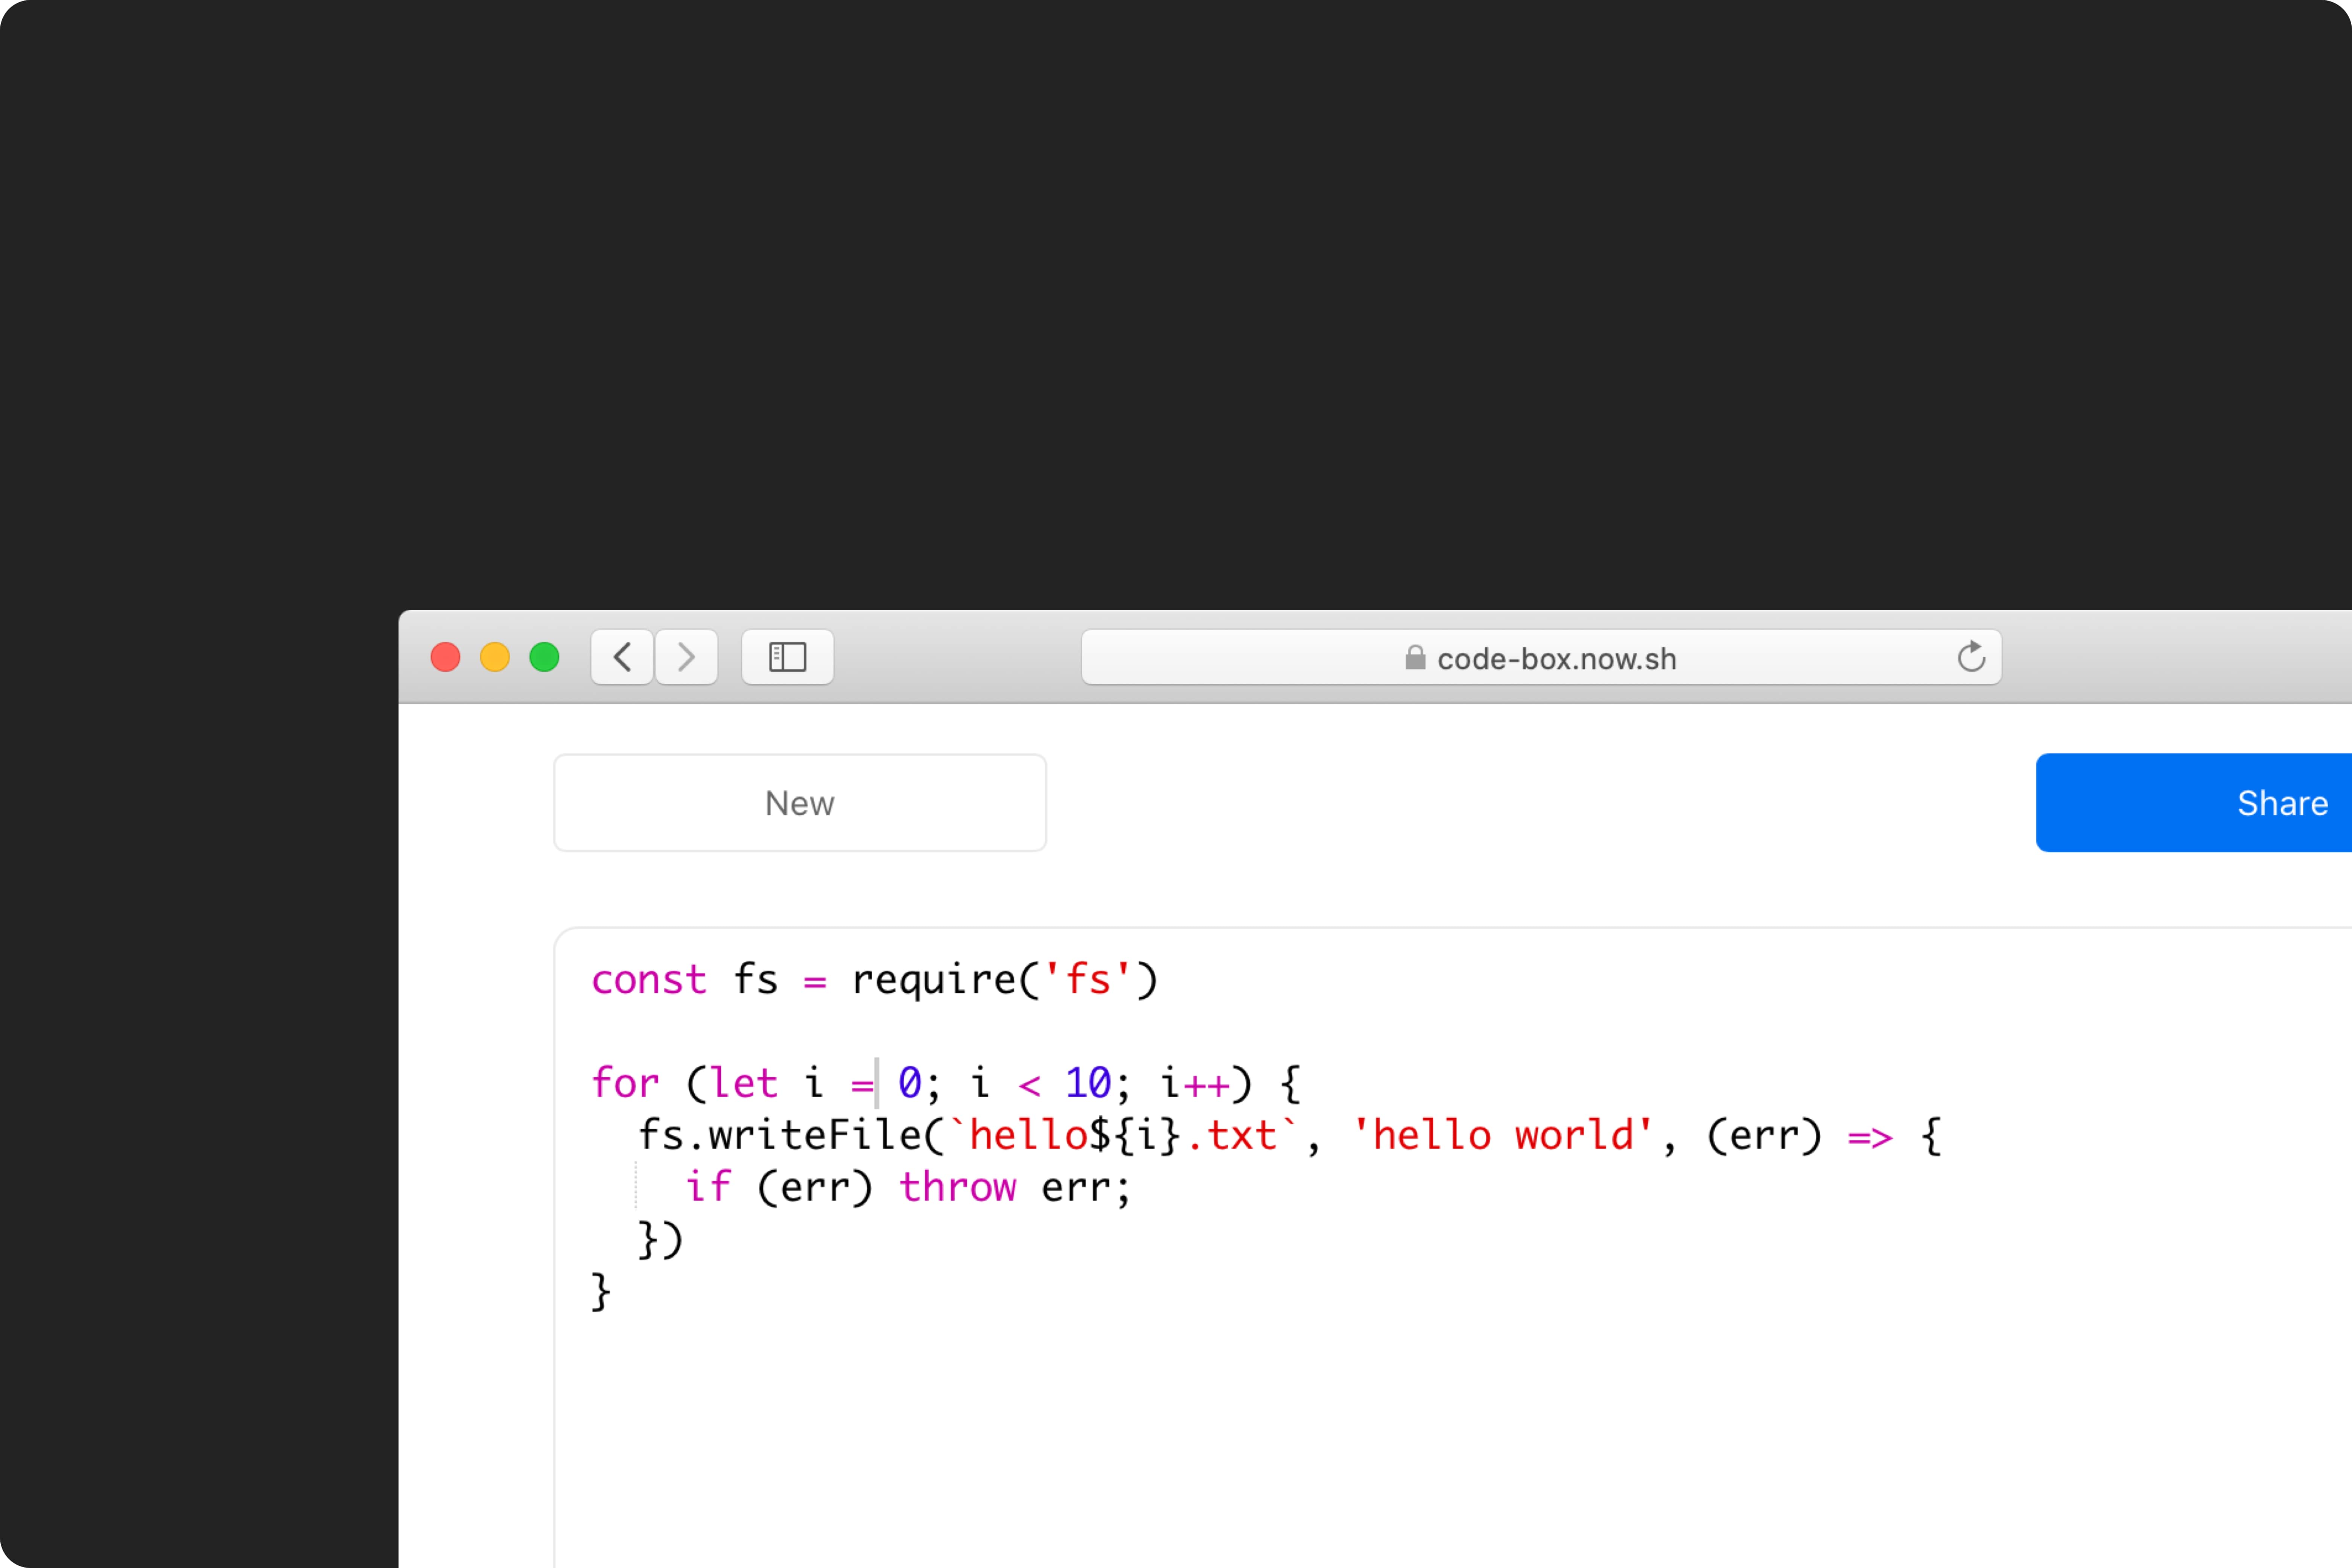 code-box.now.sh
New
Share
const fs = require('fs')
for (let i = 0; i < 10; i++) {
  fs.writeFile(`hello${i}.txt`, 'hello world', (err) => {
    if (err) throw err;
  })
}